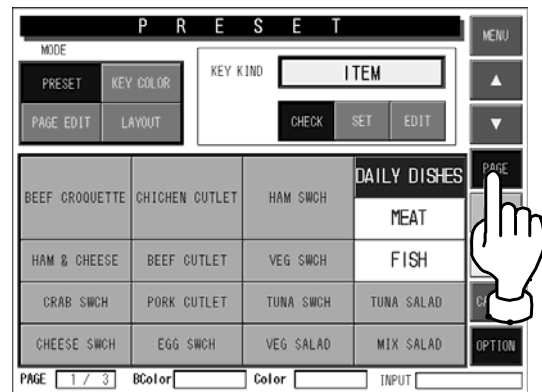 PRESET
MENU
MODE
PRESET KEY COLOR
PAGE EDIT LAYOUT
KEY KIND ITEM
CHECK SET EDIT
▲
▼
PAGE
BEEF CROQUETTE CHICHEN CUTLET HAM SWCH DAILY DISHES
MEAT
HAM & CHEESE BEEF CUTLET VEG SWCH FISH
CRAB SWCH PORK CUTLET TUNA SWCH TUNA SALAD
CHEESE SWCH EGG SWCH VEG SALAD MIX SALAD
OPTION
PAGE 1 / 3 BColor Color INPUT